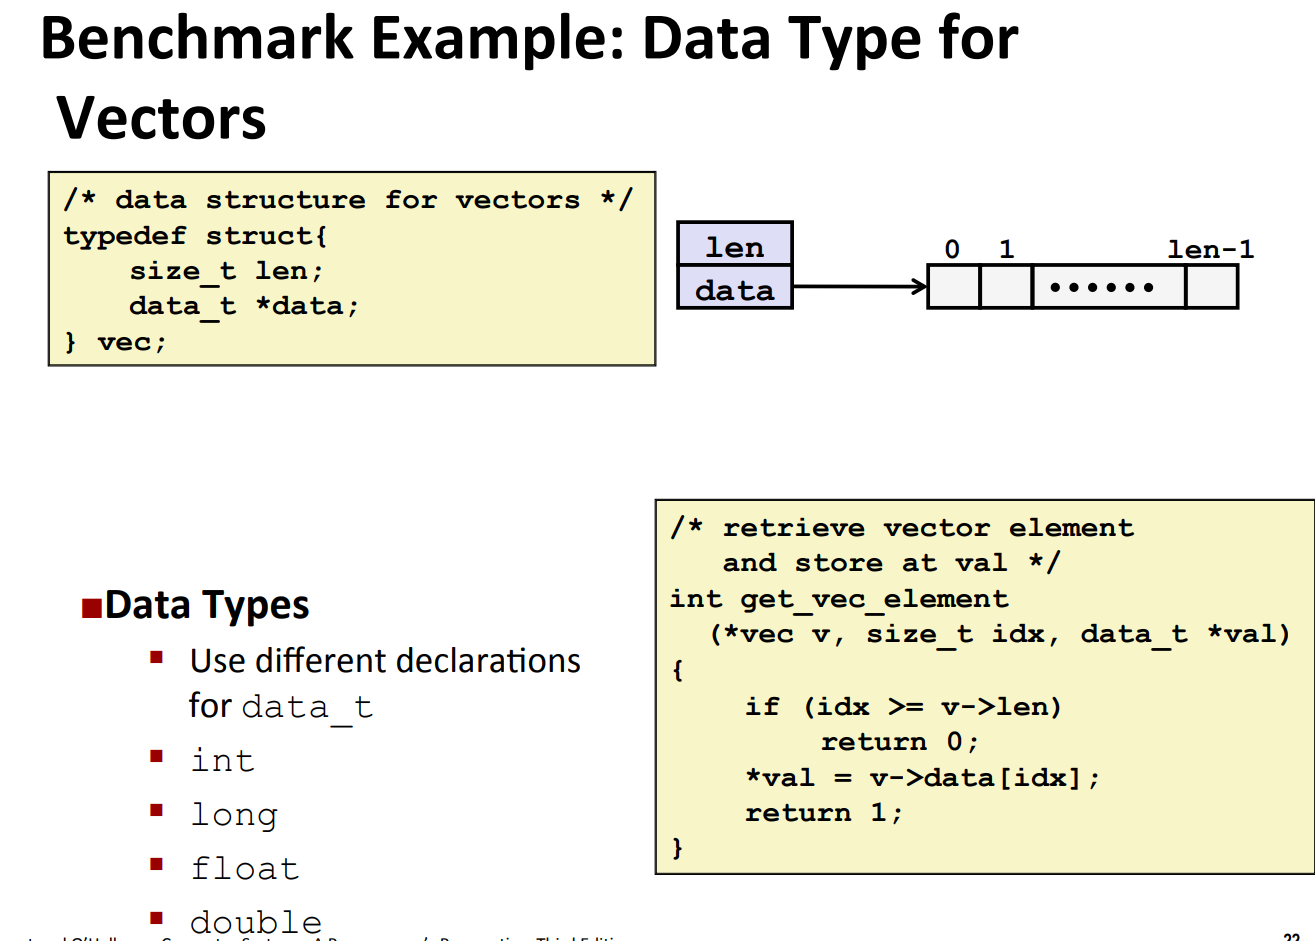 Benchmark Example: Data Type for
Vectors
/* data structure for vectors */
typedef struct{
size_t len;
data_t *data;
} vec;
len
data
0 1 len-1
••••••
/* retrieve vector element
and store at val */
int get_vec_element
(*vec v, size_t idx, data_t *val)
{
if (idx >= v->len)
return 0;
*val = v->data[idx];
return 1;
}
Data Types
Use different declarations
for data_t
int
long
float
double